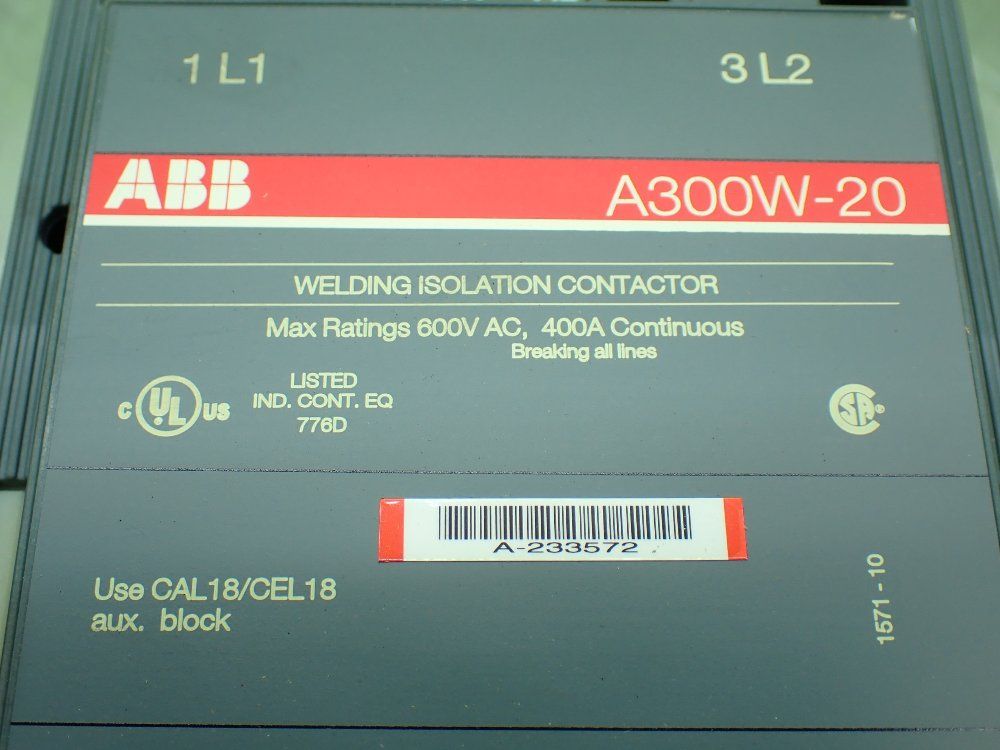 1 L1
3 L2
ABB
A300W-20
WELDING ISOLATION CONTACTOR
Max Ratings 600V AC, 400A Continuous
Breaking all lines
C UL US
LISTED
IND. CONT. EQ
776D
SA ®
A-233572
Use CAL18/CEL18
aux. block
1571-10